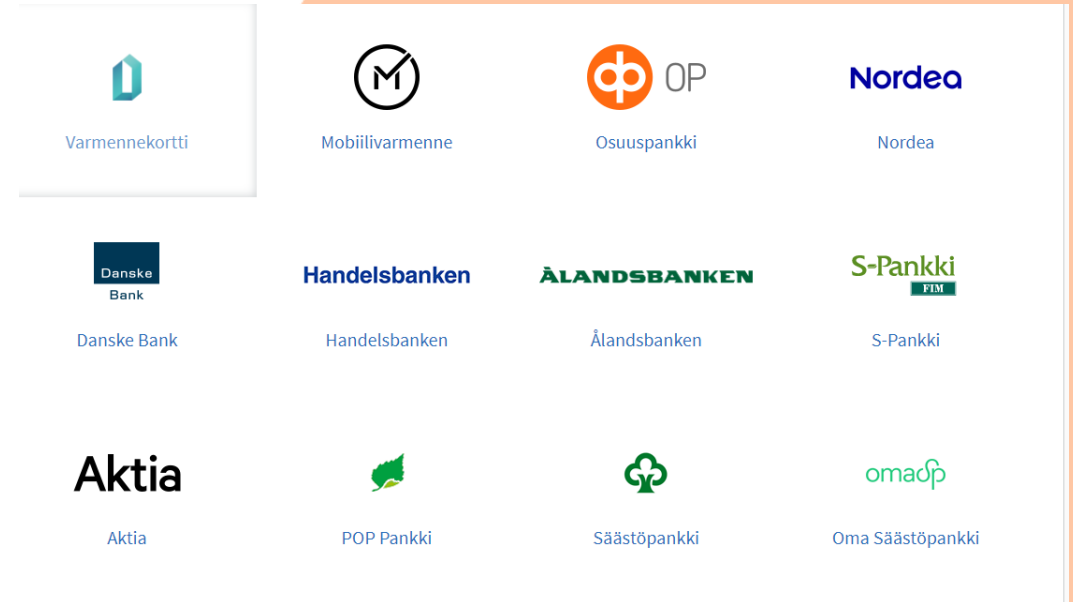 OP
Nordea
Varmennekortti
Mobiilivarmenne
Osuuspankki
Nordea
Danske
Bank
Handelsbanken
ÅLANDSBANKEN
S-Pankki
FIM
Danske Bank
Handelsbanken
Ålandsbanken
S-Pankki
Aktia
omasp
Aktia
POP Pankki
Säästöpankki
Oma Säästöpankki